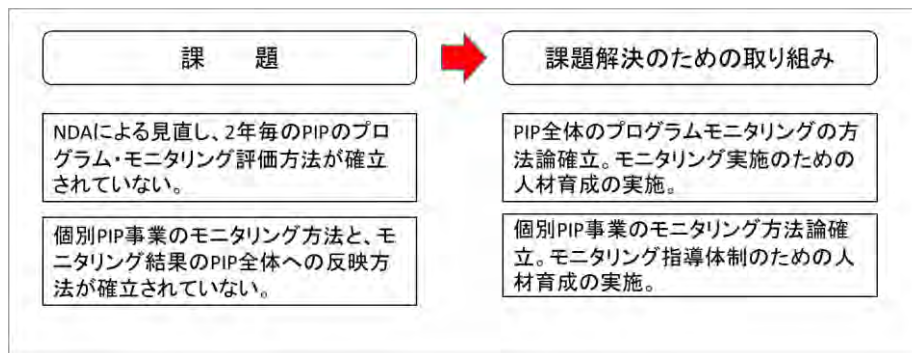 課　題
課題解決のための取り組み
NDAによる見直し、2年毎のPIPのプロ
グラム・モニタリング評価方法が確立
されていない。
PIP全体のプログラムモニタリングの方
法論確立。モニタリング実施のための
人材育成の実施。
個別PIP事業のモニタリング方法と、モ
ニタリング結果のPIP全体への反映方
法が確立されていない。
個別PIP事業のモニタリング方法論確
立。モニタリング指導体制のための人
材育成の実施。